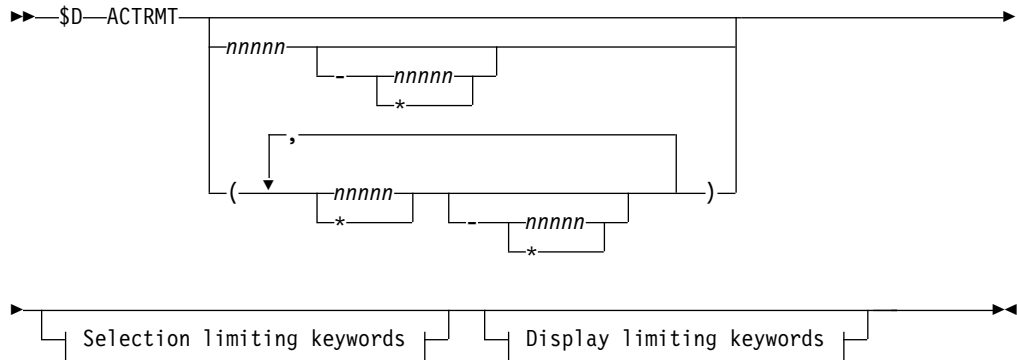 $D ACTRMT
nnnnn
- nnnnn
*
,
( nnnnn )
* - nnnnn
*
Selection limiting keywords Display limiting keywords